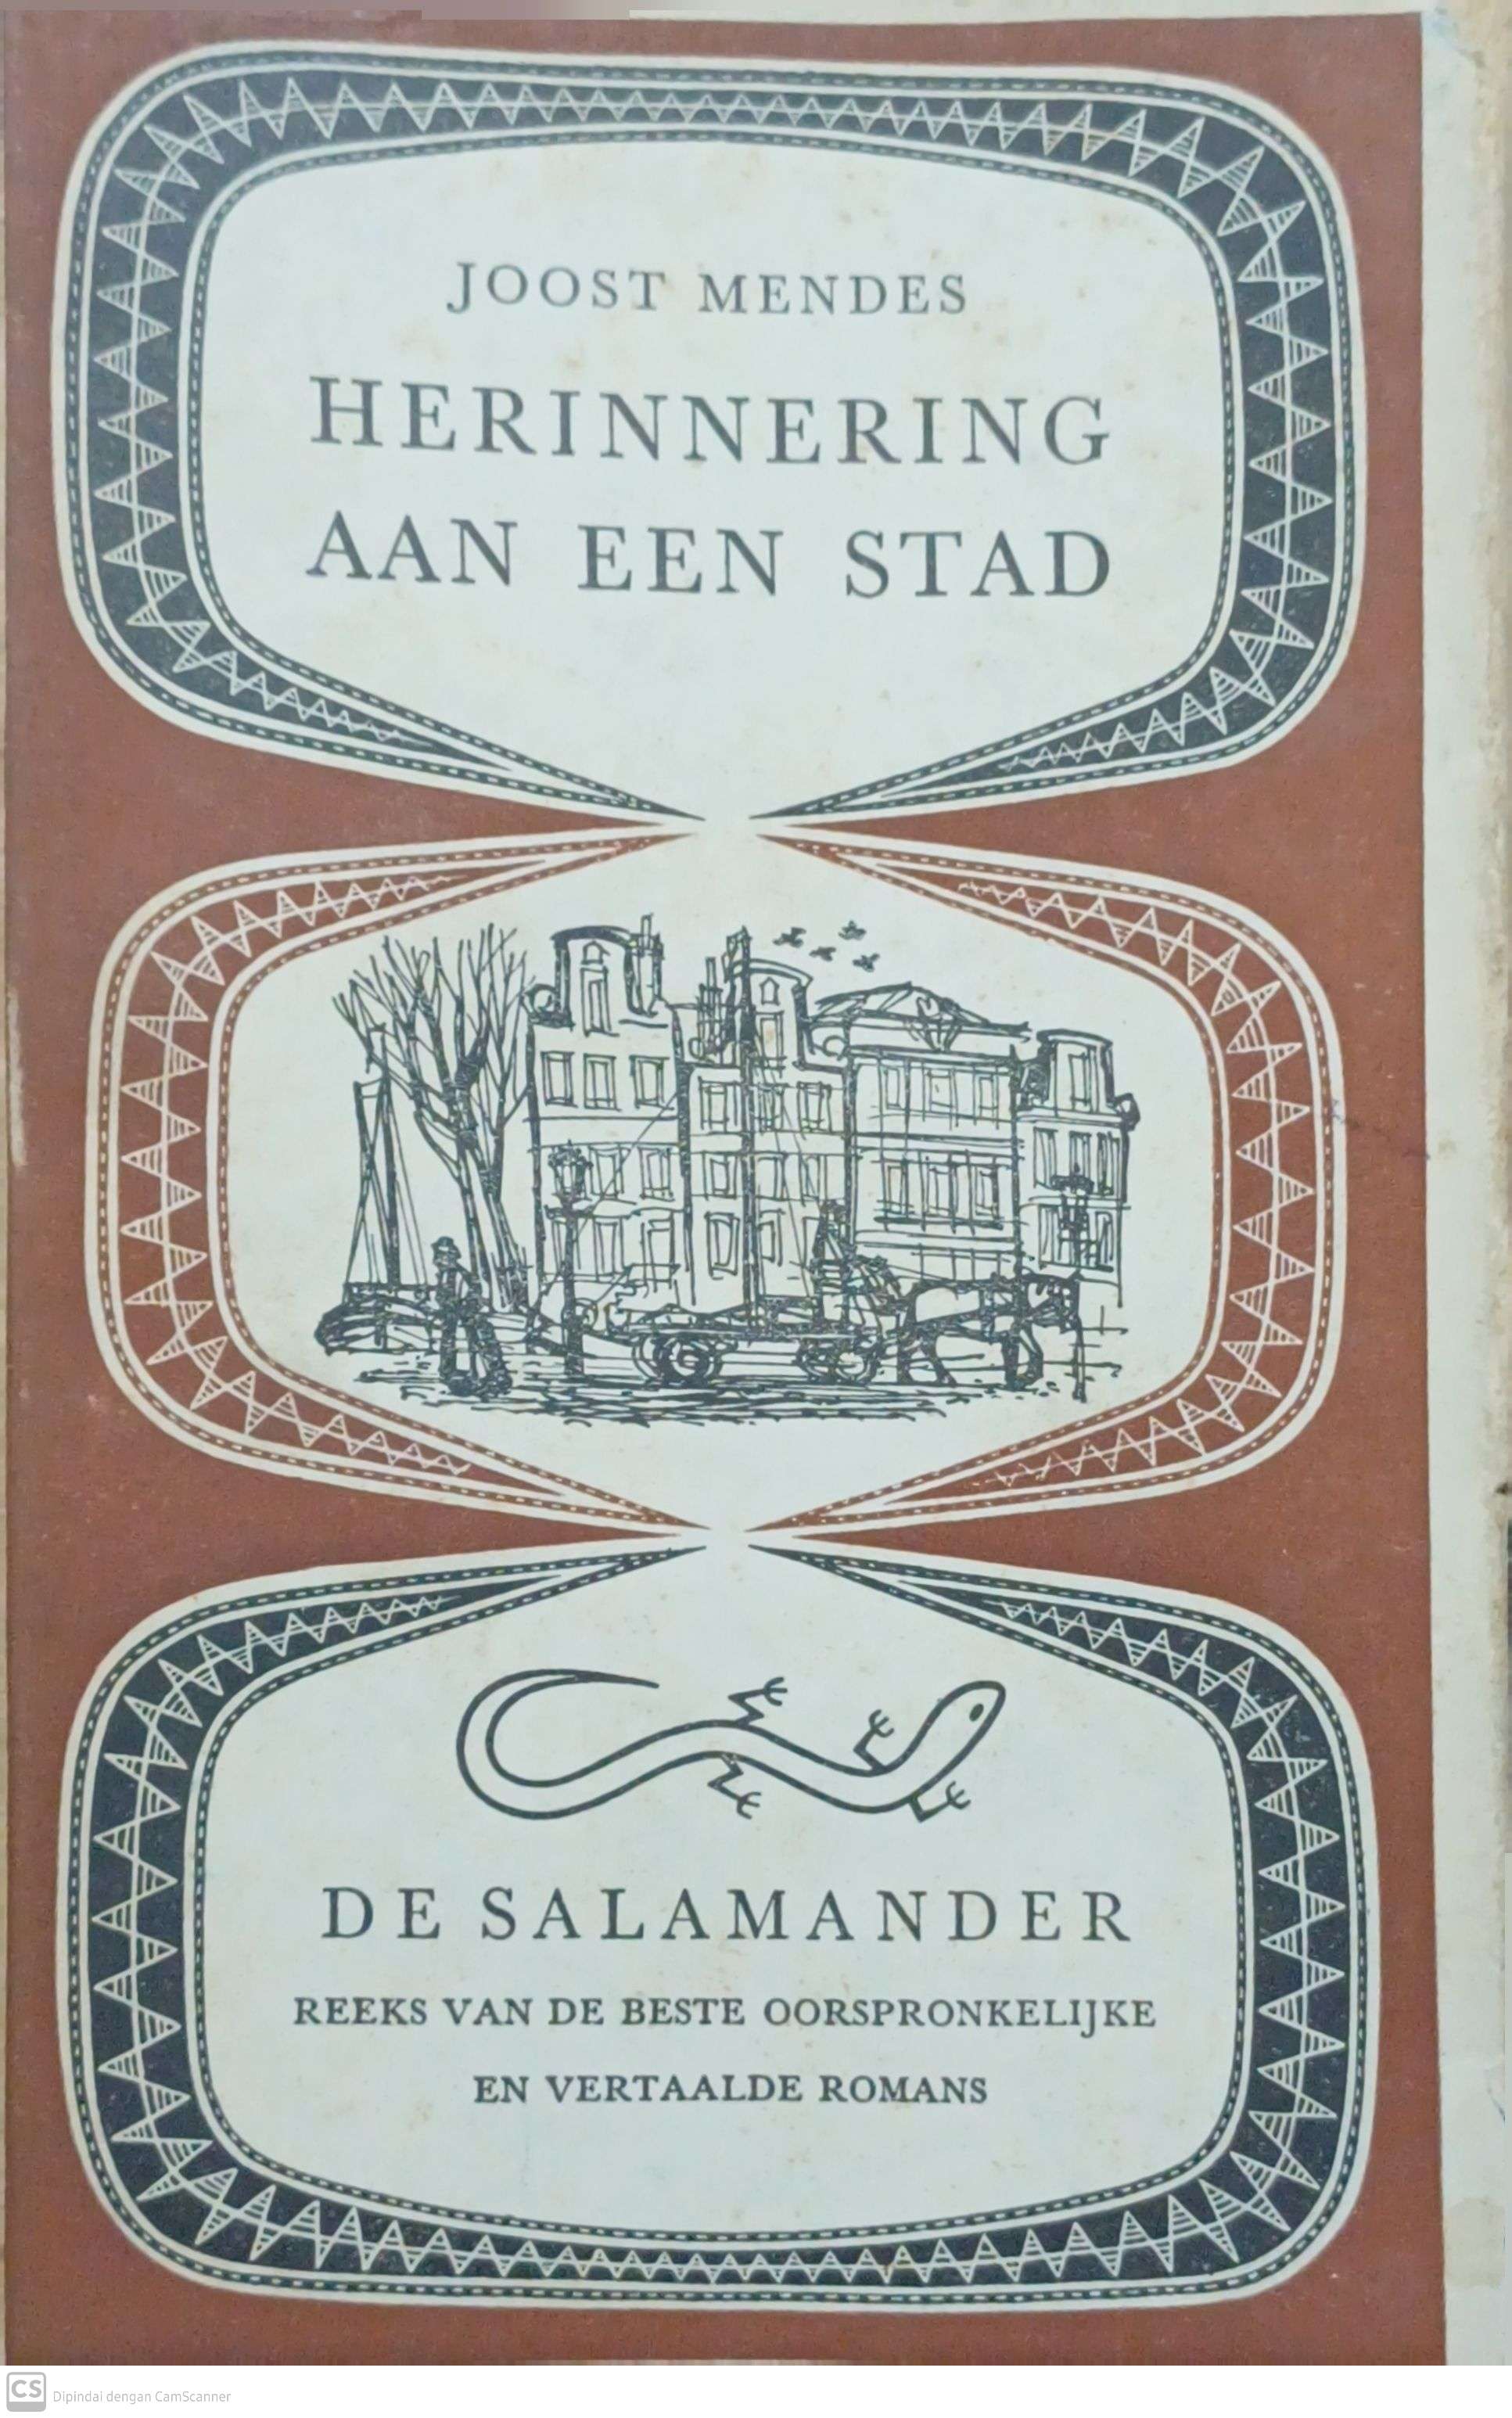 JOOST MENDES
HERINNERING
AAN EEN STAD
DE SALAMANDER
REEKS VAN DE BESTE OORSPRONKELIJKE
EN VERTAALDE ROMANS
CS Dipindai dengan CamScanner